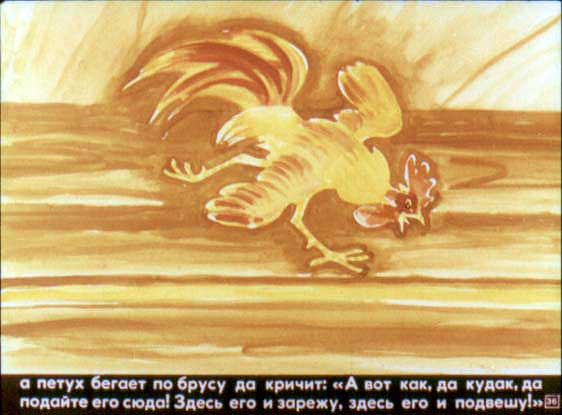 а петух бегает по брусу да кричит: «А вот как, да кудак, да
подайте его сюда! Здесь его и зарежу, здесь его и подвешу!» 36